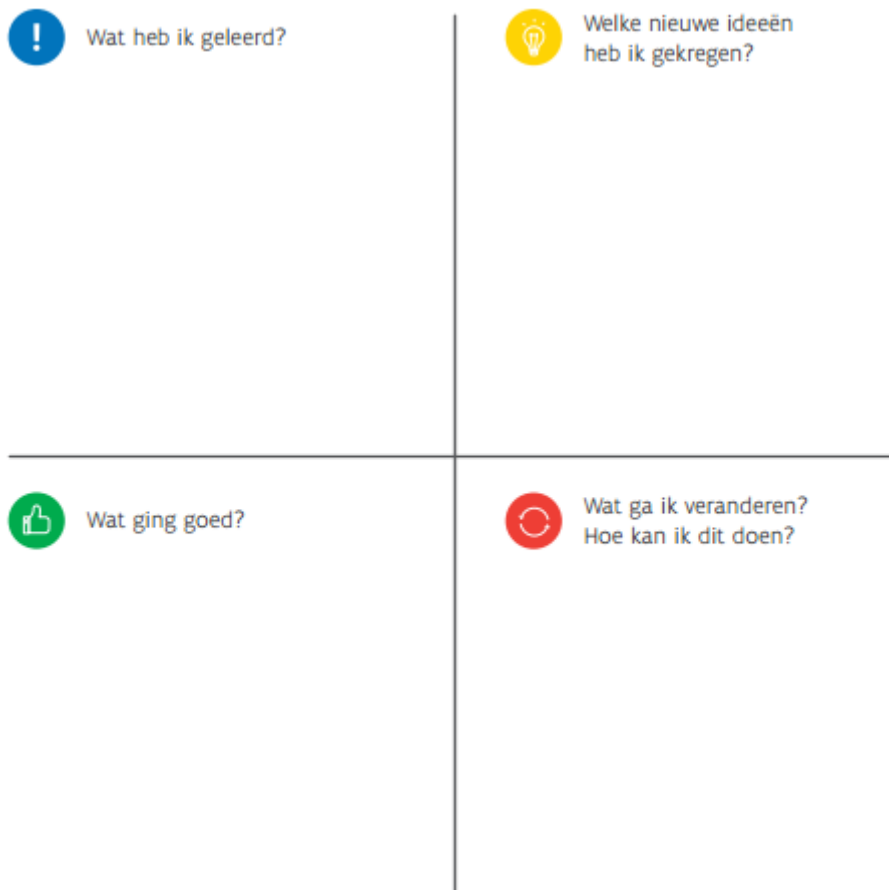 Wat heb ik geleerd?
Welke nieuwe ideeën
heb ik gekregen?
Wat ging goed?
Wat ga ik veranderen?
Hoe kan ik dit doen?